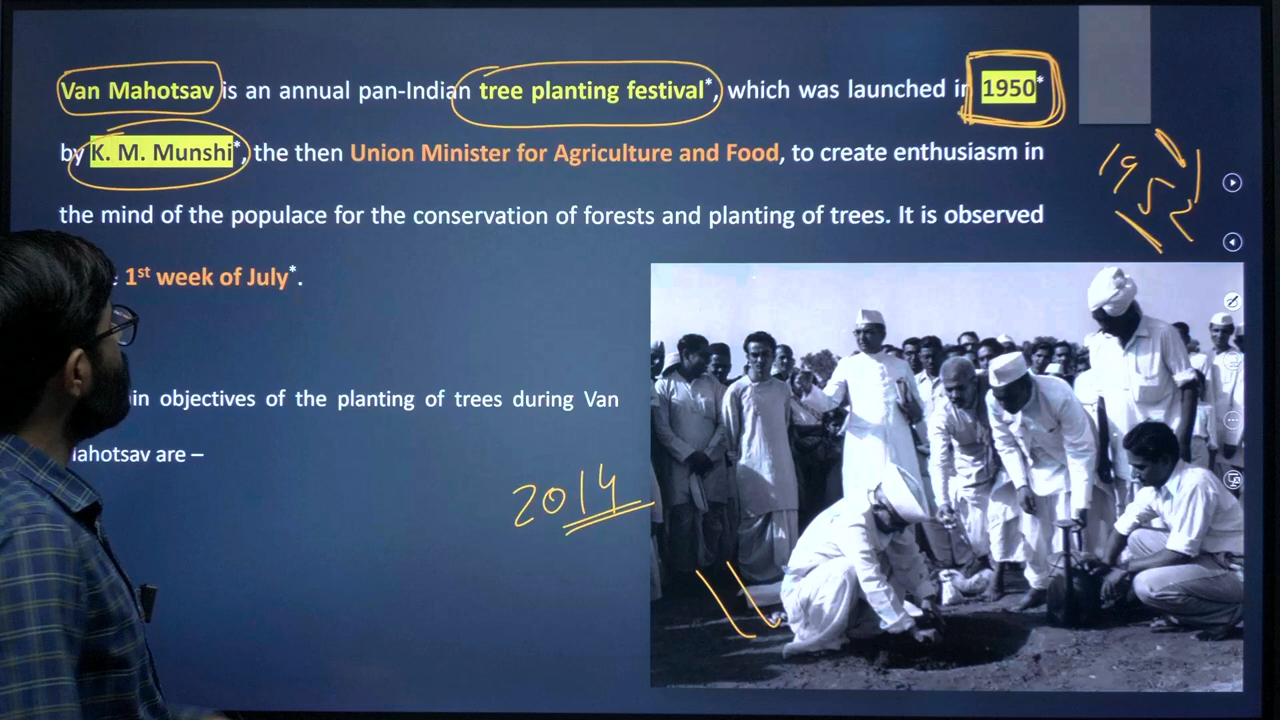 Van Mahotsav is an annual pan-Indian tree planting festival*, which was launched in 1950*
by K. M. Munshi*, the then Union Minister for Agriculture and Food, to create enthusiasm in
the mind of the populace for the conservation of forests and planting of trees. It is observed
1st week of July*.
objectives of the planting of trees during Van
Mahotsav are –
2014
1952